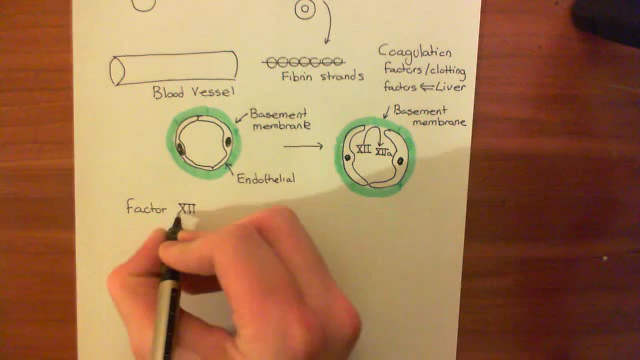 Coagulation
factors/clotting
factors ⇐ Liver
Fibrin strands
Blood Vessel
Basement
membrane
Basement
membrane
XII XIIa
Endothelial
Factor XII